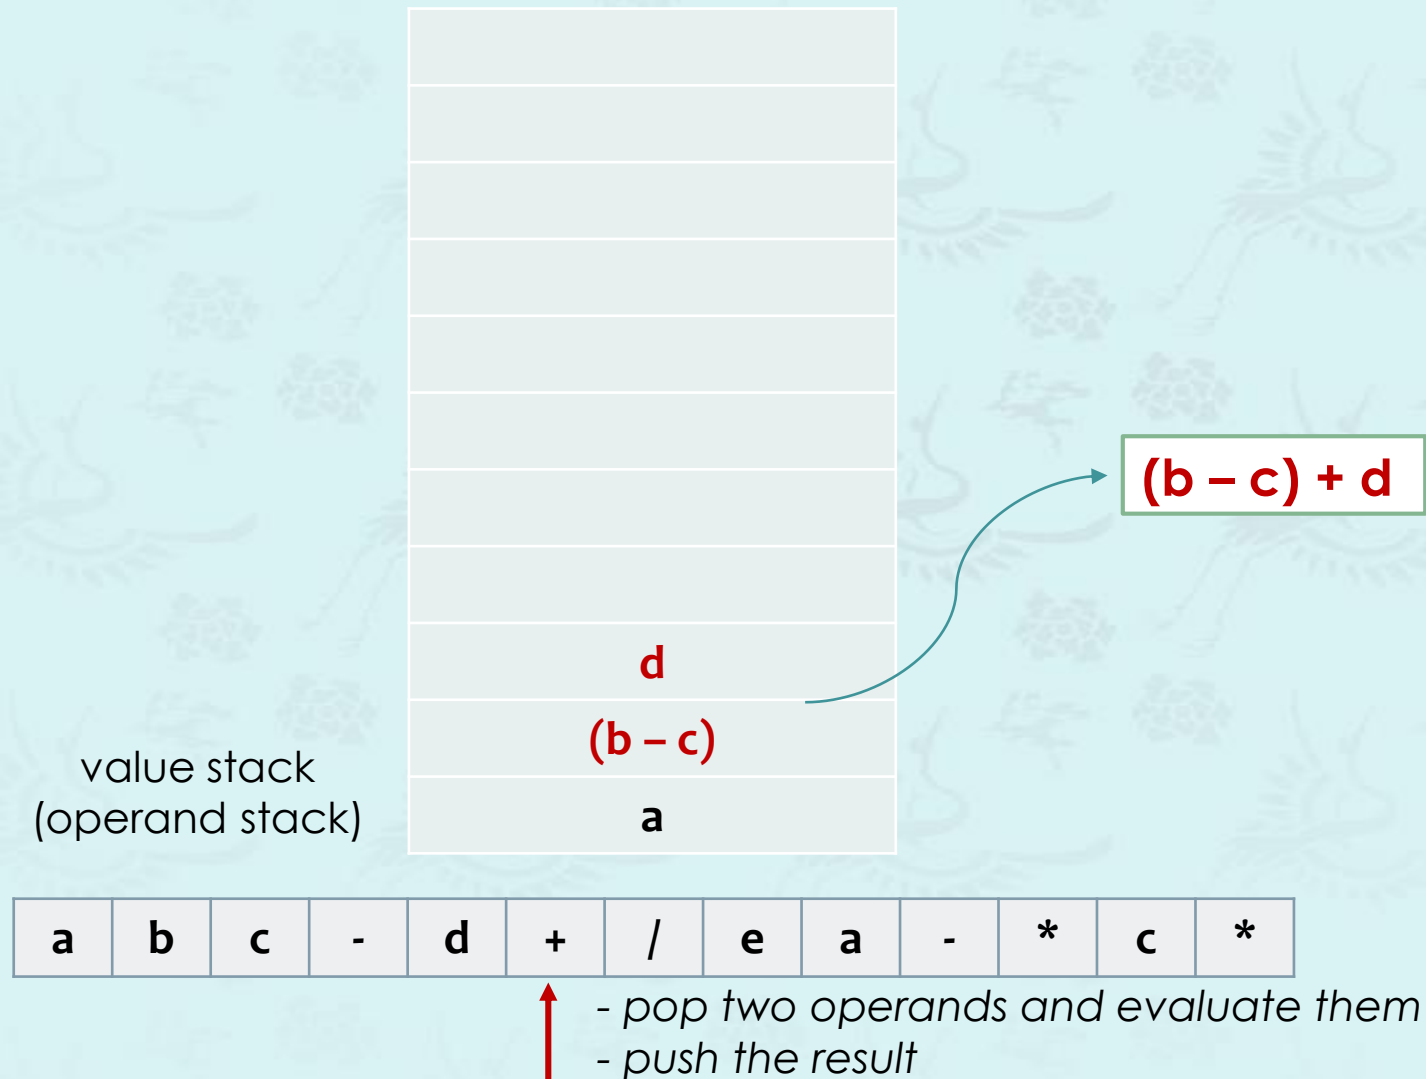 (b – c) + d
d
(b – c)
value stack
(operand stack)
a
a b c - d + / e a - * c *
- pop two operands and evaluate them
- push the result